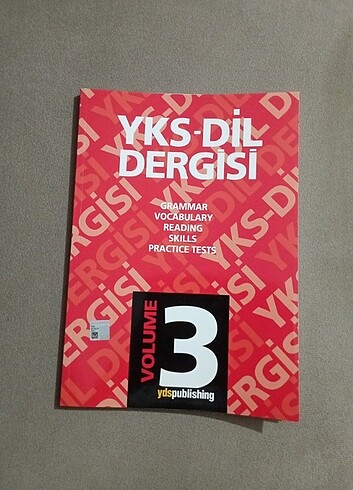 YKS-DİL
DERGİSİ
GRAMMAR
VOCABULARY
READING
SKILLS
PRACTICE TESTS
VOLUME
3
ydspublishing